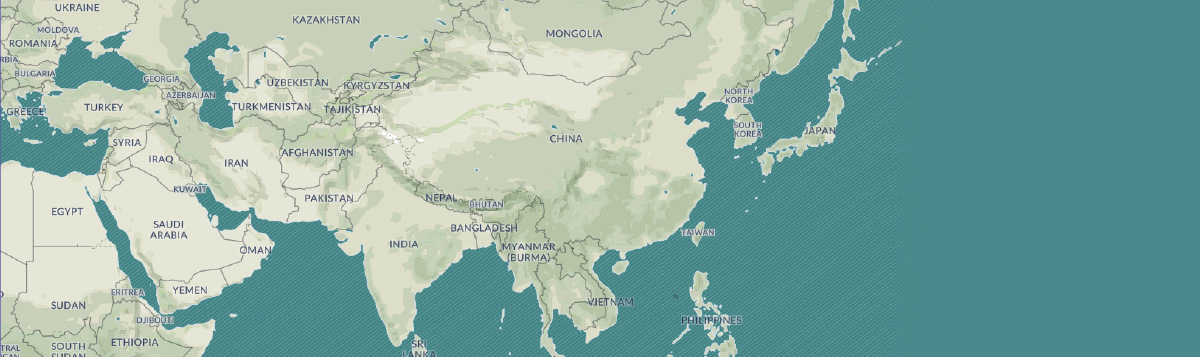 UKRAINE
KAZAKHSTAN
MOLDOVA
MONGOLIA
ROMANIA
BULGARIA
GEORGIA
UZBEKISTAN
KYRGYZSTAN
AZERBAIJAN
NORTH
KOREA
GREECE
TURKEY
TURKMENISTAN
TAJIKISTAN
SOUTH
KOREA
JAPAN
CHINA
SYRIA
IRAQ
IRAN
AFGHANISTAN
KUWAIT
PAKISTAN
NEPAL
BHUTAN
EGYPT
SAUDI
ARABIA
BANGLADESH
TAIWAN
OMAN
INDIA
MYANMAR
(BURMA)
YEMEN
ERITREA
SUDAN
VIETNAM
DJIBOUTI
PHILIPPINES
ETHIOPIA
SOUTH
SUDAN
SRI
LANKA